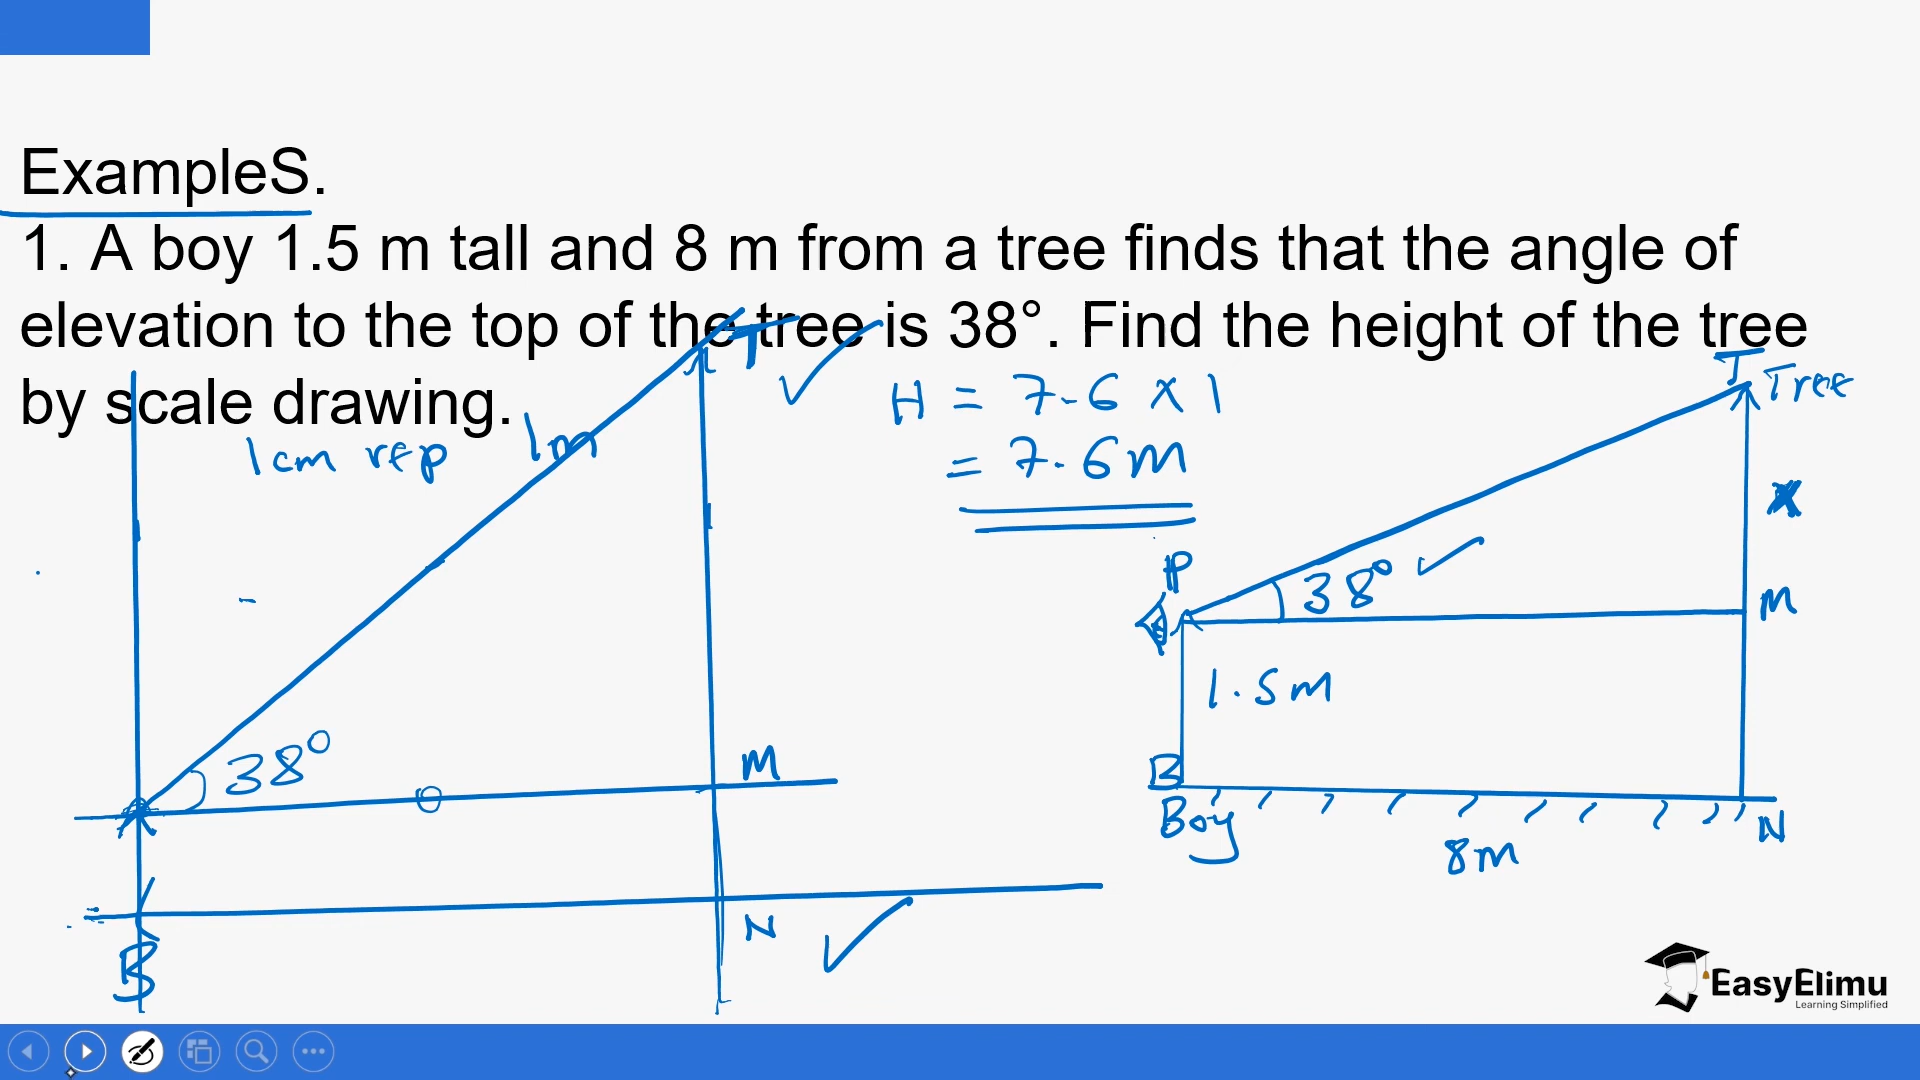 ExampleS.
1. A boy 1.5 m tall and 8 m from a tree finds that the angle of
elevation to the top of the tree is 38°. Find the height of the tree
by scale drawing.
1cm rep 1m
H = 7.6 x 1
= 7.6m
T
38°
M
N
B
T Tree
x
P
38°
M
1.5m
B
Boy
8m
N
EasyElimu
Learning Simplified